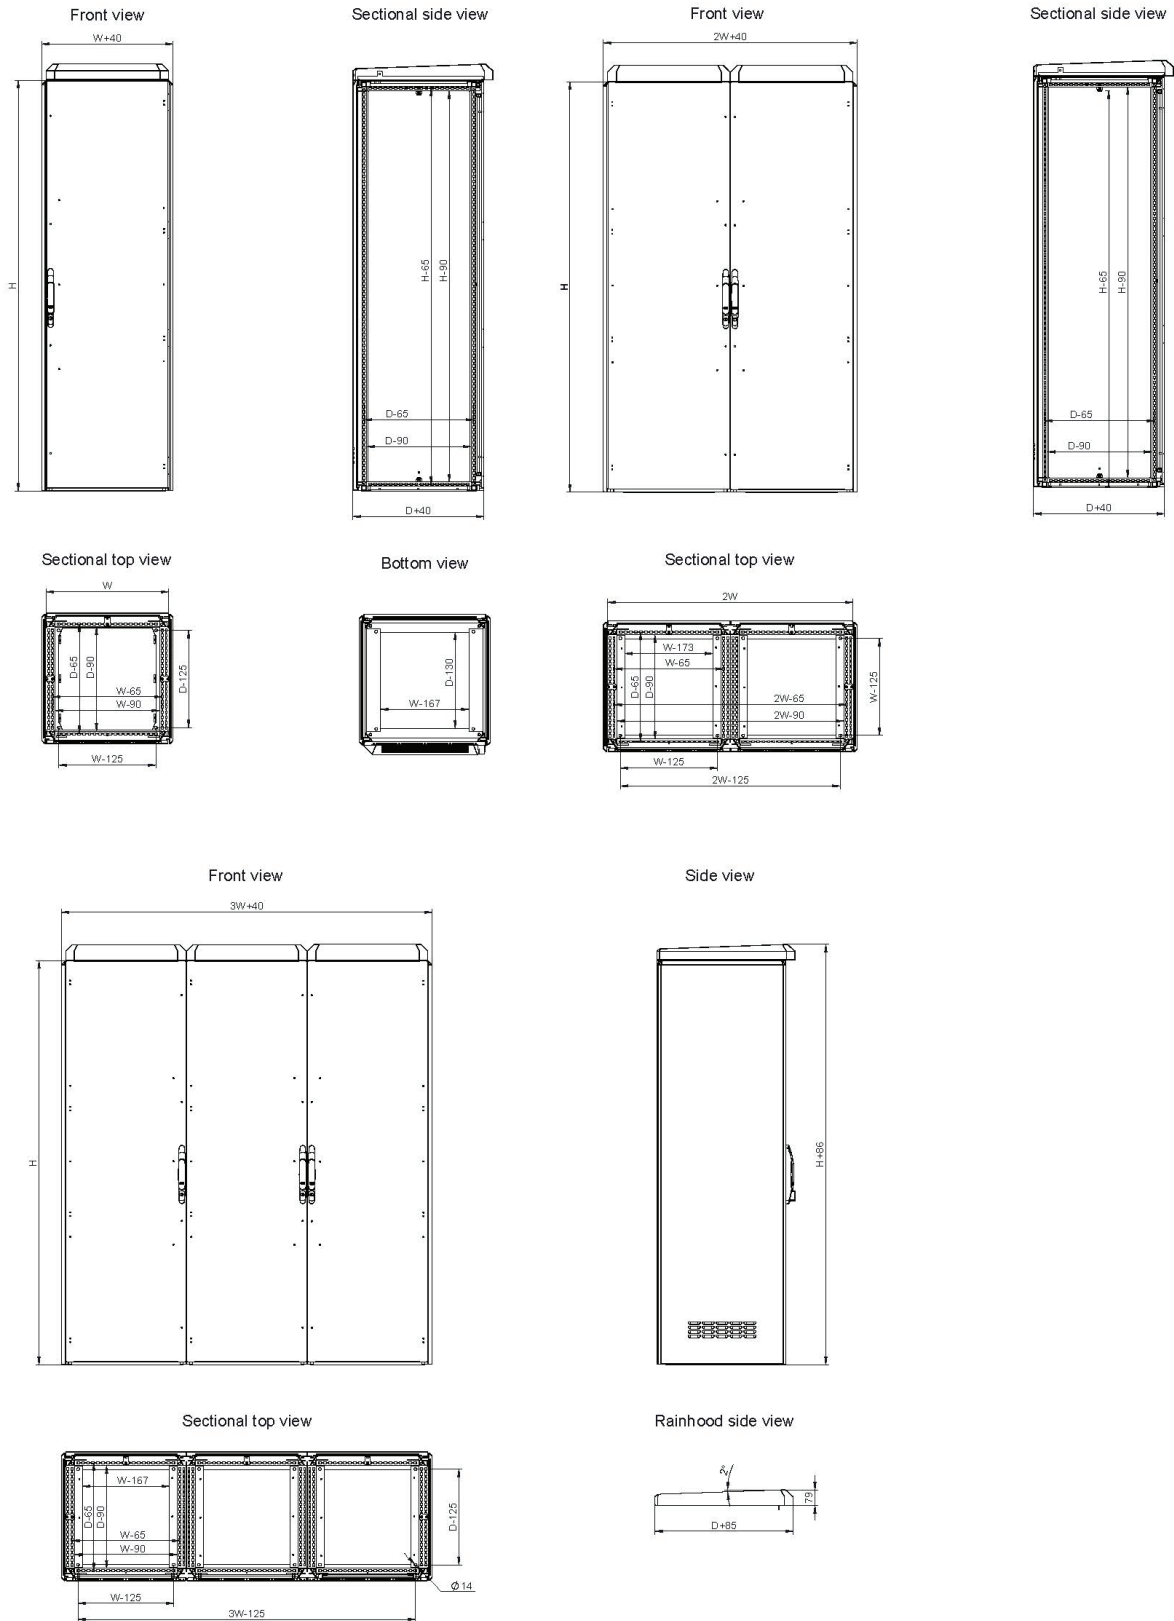 Front view
Sectional side view
Front view
Sectional side view
W+40
2W+40
H
H-65
H-90
D-65
D-90
D+40
H
H-65
H-90
D-65
D-90
D+40
Sectional top view
Bottom view
Sectional top view
W
D-65
D-90
D-125
W-65
W-90
W-125
D-130
W-167
2W
W-173
W-65
D-65
D-90
2W-65
2W-90
W-125
W-125
2W-125
Front view
Side view
3W+40
H
H+86
Sectional top view
Rainhood side view
W-167
D-65
D-90
W-65
W-90
D-125
W-125
3W-125
Ø14
2°
79
D+85